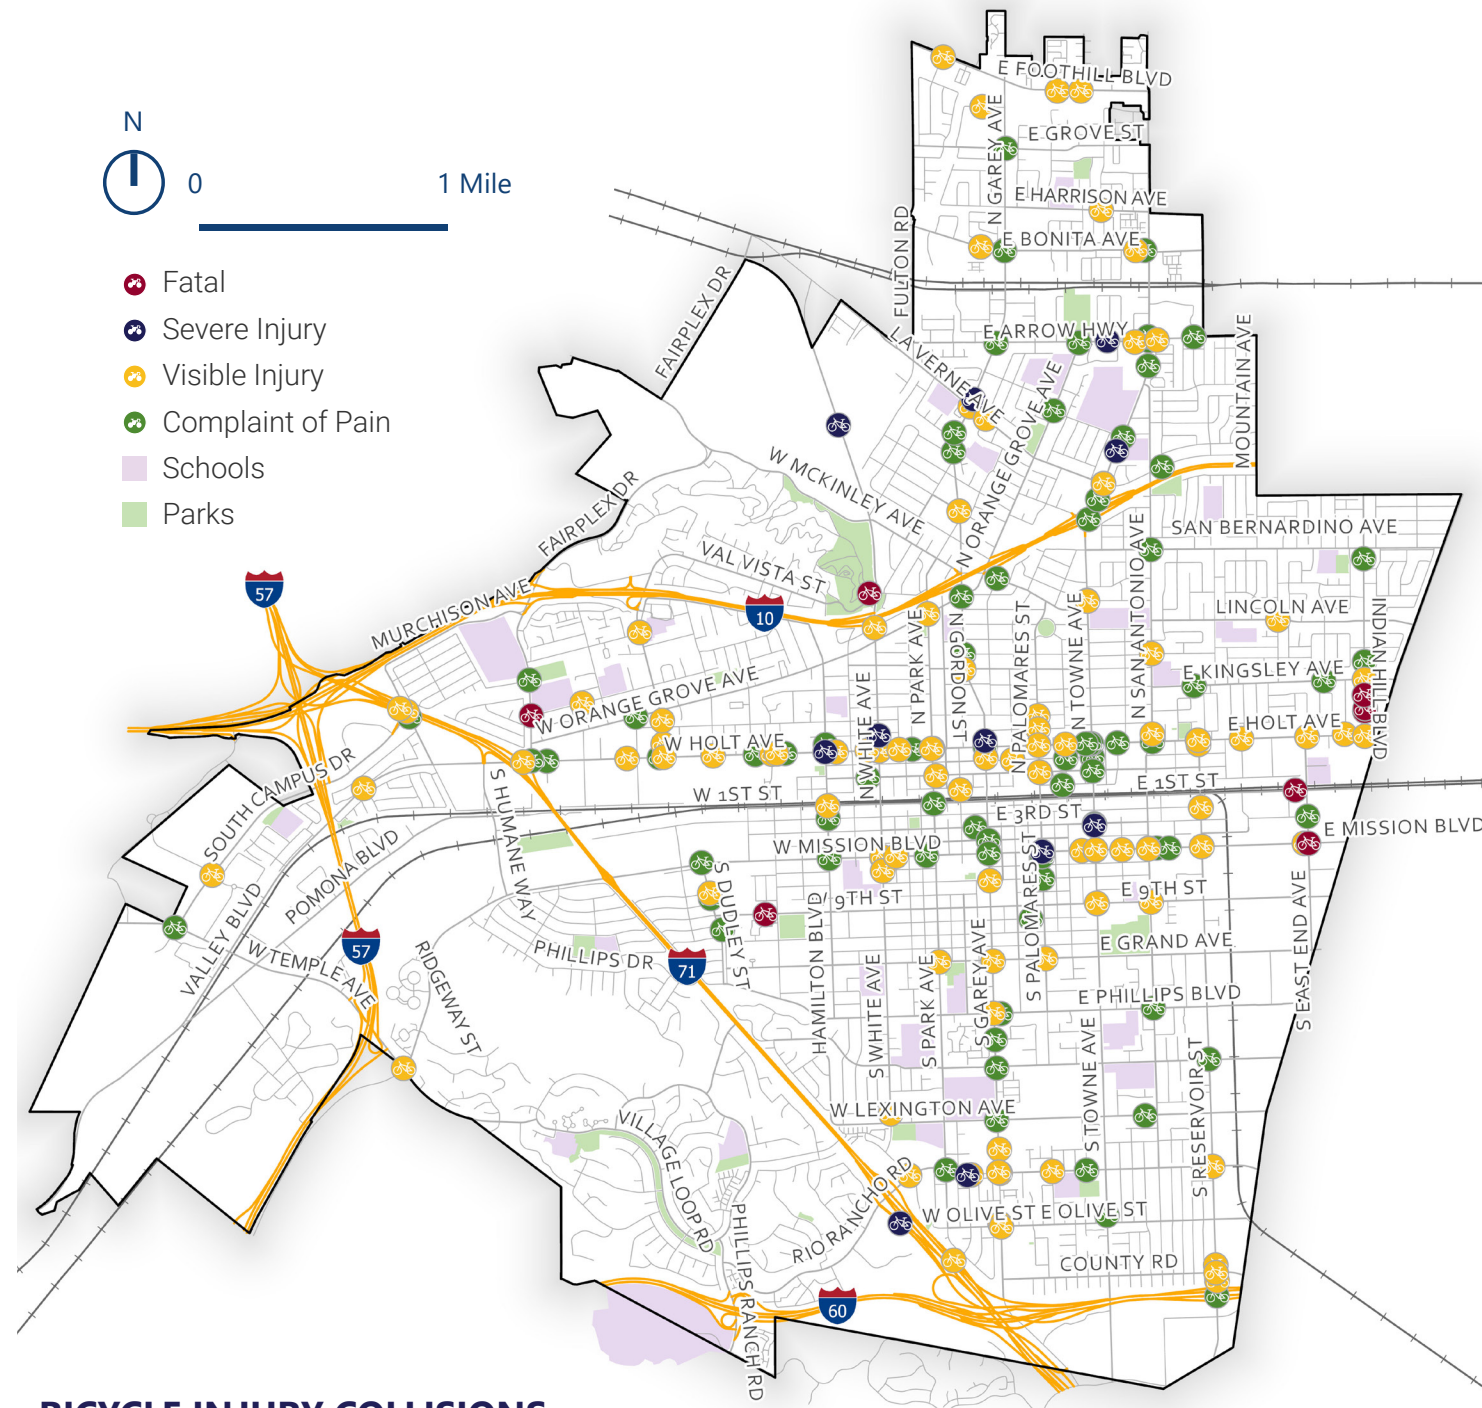 N
0 1 Mile
Fatal
Severe Injury
Visible Injury
Complaint of Pain
Schools
Parks
E FOOTHILL BLVD
N GAREY AVE
E GROVE ST
E HARRISON AVE
E BONITA AVE
FULTON RD
FAIRPLEX DR
E ARROW HWY
LA VERNE AVE
MOUNTAIN AVE
N ORANGE GROVE AVE
W MCKINLEY AVE
FAIRPLEX DR
SAN BERNARDINO AVE
VAL VISTA ST
57
10
MURCHISON AVE
LINCOLN AVE
INDIAN HILL BLVD
N SAN ANTONIO AVE
N TOWNE AVE
N PALOMARES ST
N GORDON ST
N PARK AVE
N WHITE AVE
E KINGSLEY AVE
W ORANGE GROVE AVE
E HOLT AVE
W HOLT AVE
SOUTH CAMPUS DR
S HUMANE WAY
W 1ST ST
E 1ST ST
E 3RD ST
E MISSION BLVD
W MISSION BLVD
POMONA BLVD
VALLEY BLVD
S DUDLEY ST
9TH ST
E 9TH ST
S PALOMARES ST
HAMILTON BLVD
S EAST END AVE
W TEMPLE AVE
57
RIDGEWAY ST
PHILLIPS DR
71
E GRAND AVE
S WHITE AVE
S PARK AVE
S GAREY AVE
E PHILLIPS BLVD
S TOWNE AVE
S RESERVOIR ST
W LEXINGTON AVE
VILLAGE LOOP RD
PHILLIPS RANCH RD
RIO RANCHO RD
W OLIVE ST E OLIVE ST
COUNTY RD
60
BICYCLE INJURY COLLISIONS